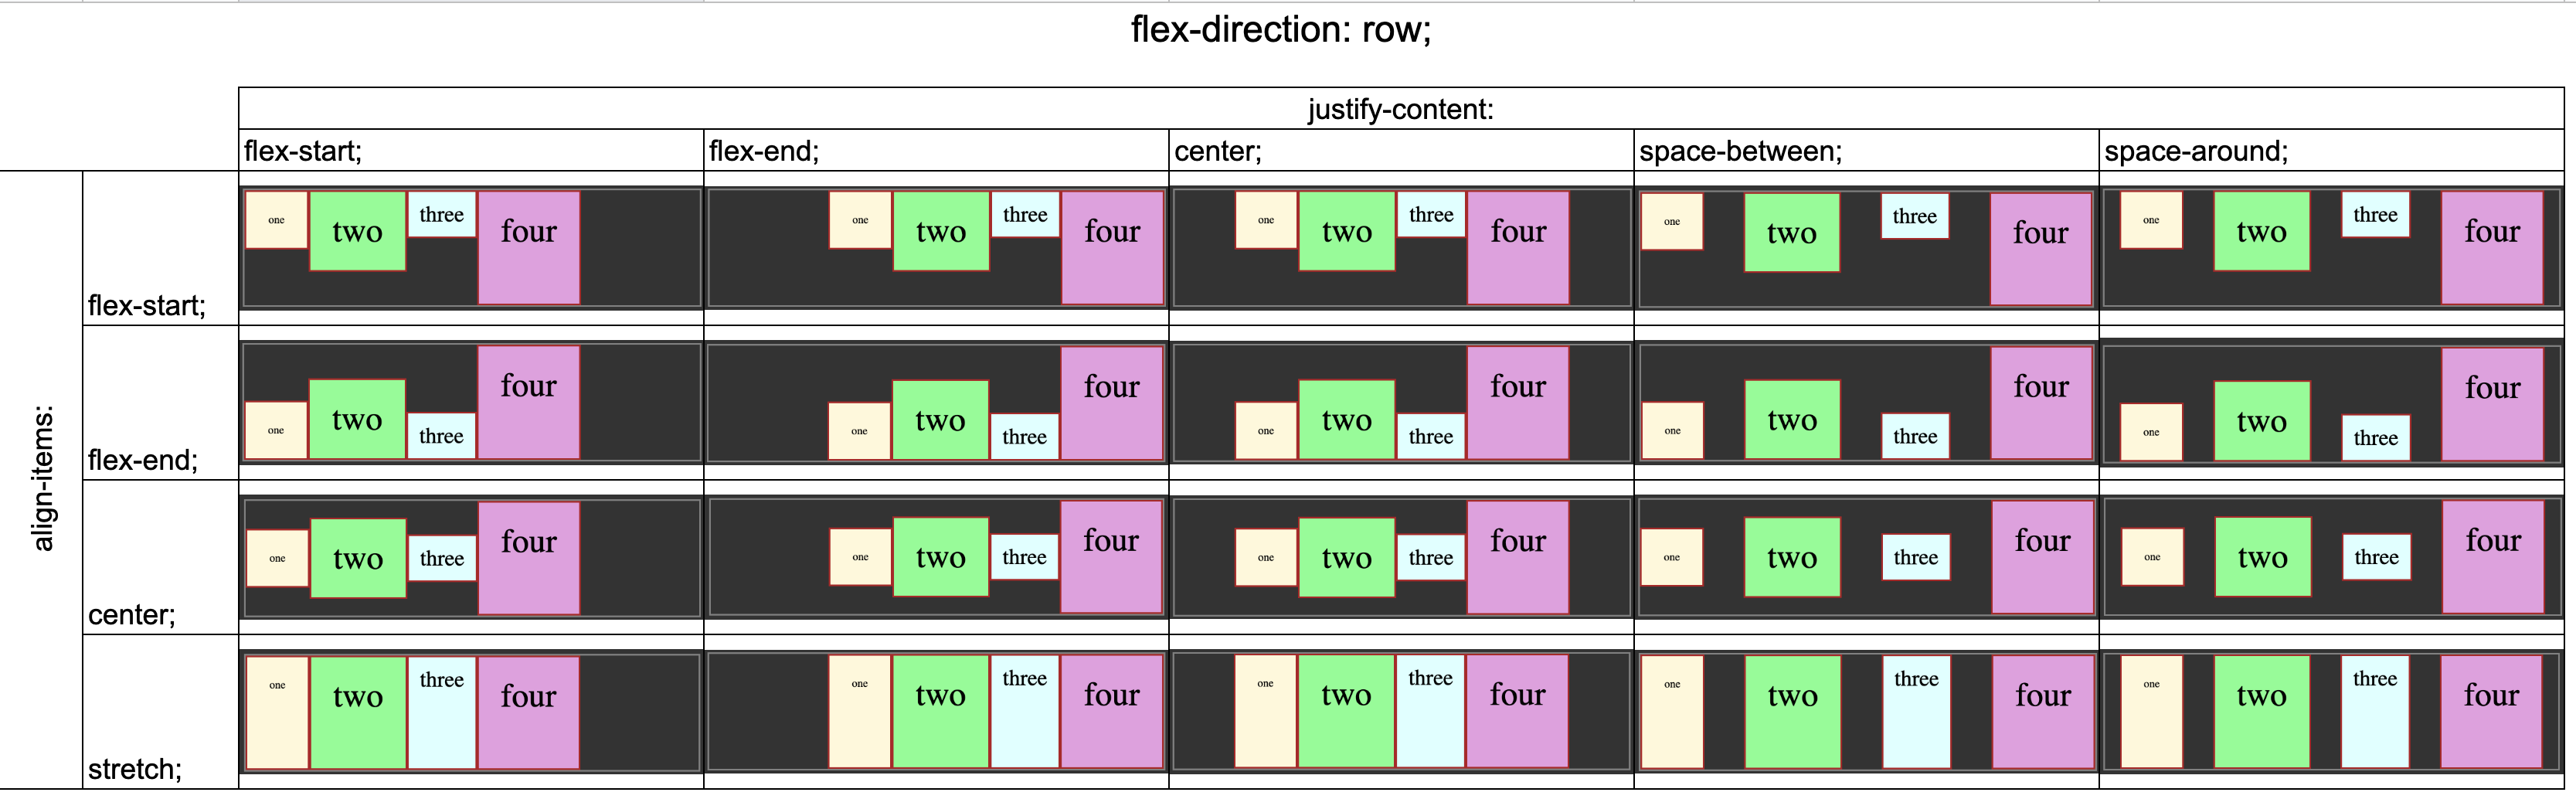 flex-direction: row;
justify-content:
flex-start; flex-end; center; space-between; space-around;
align-items:
flex-start;
one two three four one two three four one two three four one two three four one two three four
flex-end;
one two three four one two three four one two three four one two three four one two three four
center;
one two three four one two three four one two three four one two three four one two three four
stretch;
one two three four one two three four one two three four one two three four one two three four